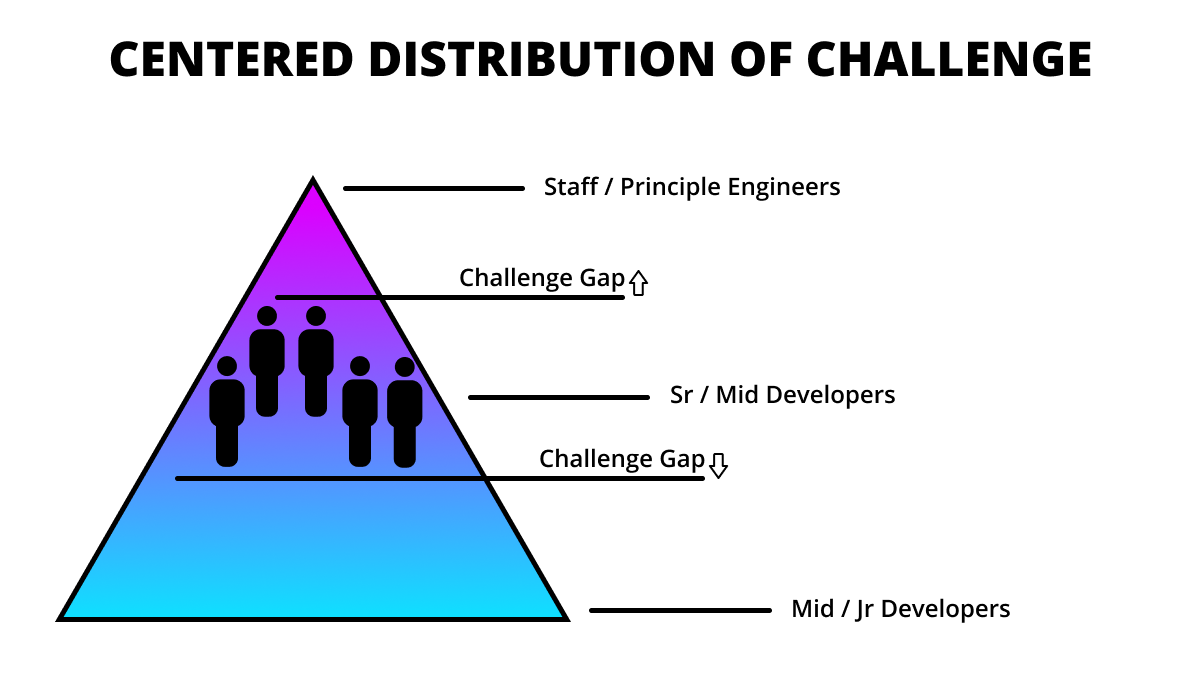 CENTERED DISTRIBUTION OF CHALLENGE
Staff / Principle Engineers
Challenge Gap
Sr / Mid Developers
Challenge Gap
Mid / Jr Developers